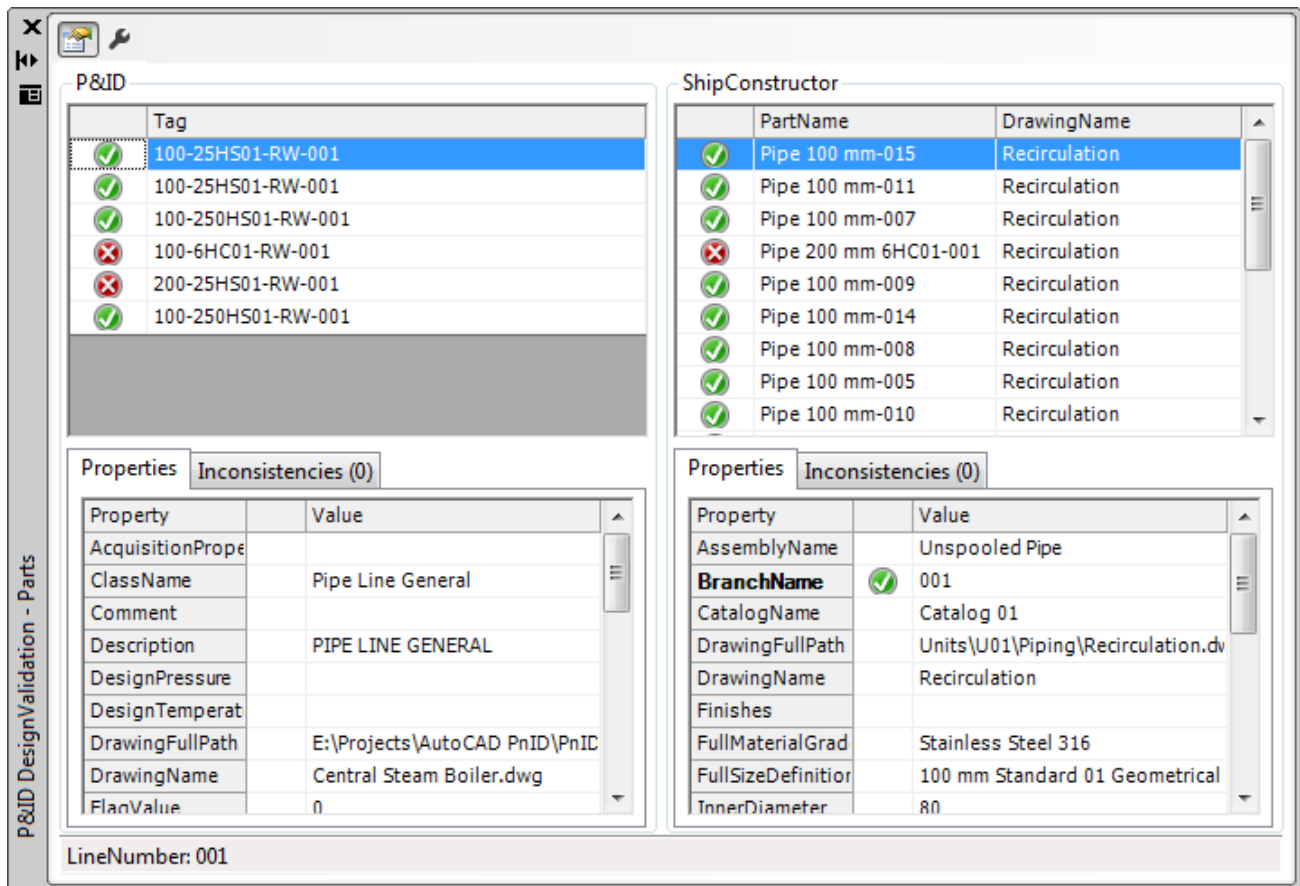 P&ID DesignValidation - Parts
P&ID
Tag
100-25HS01-RW-001
100-25HS01-RW-001
100-250HS01-RW-001
100-6HC01-RW-001
200-25HS01-RW-001
100-250HS01-RW-001
Properties Inconsistencies (0)
Property Value
AcquisitionPrope
ClassName Pipe Line General
Comment
Description PIPE LINE GENERAL
DesignPressure
DesignTemperat
DrawingFullPath E:\Projects\AutoCAD PnID\PnID
DrawingName Central Steam Boiler.dwg
FlagValue 0
ShipConstructor
PartName DrawingName
Pipe 100 mm-015 Recirculation
Pipe 100 mm-011 Recirculation
Pipe 100 mm-007 Recirculation
Pipe 200 mm 6HC01-001 Recirculation
Pipe 100 mm-009 Recirculation
Pipe 100 mm-014 Recirculation
Pipe 100 mm-008 Recirculation
Pipe 100 mm-005 Recirculation
Pipe 100 mm-010 Recirculation
Properties Inconsistencies (0)
Property Value
AssemblyName Unspooled Pipe
BranchName 001
CatalogName Catalog 01
DrawingFullPath Units\U01\Piping\Recirculation.dw
DrawingName Recirculation
Finishes
FullMaterialGrad Stainless Steel 316
FullSizeDefinition 100 mm Standard 01 Geometrical
InnerDiameter 80
LineNumber: 001